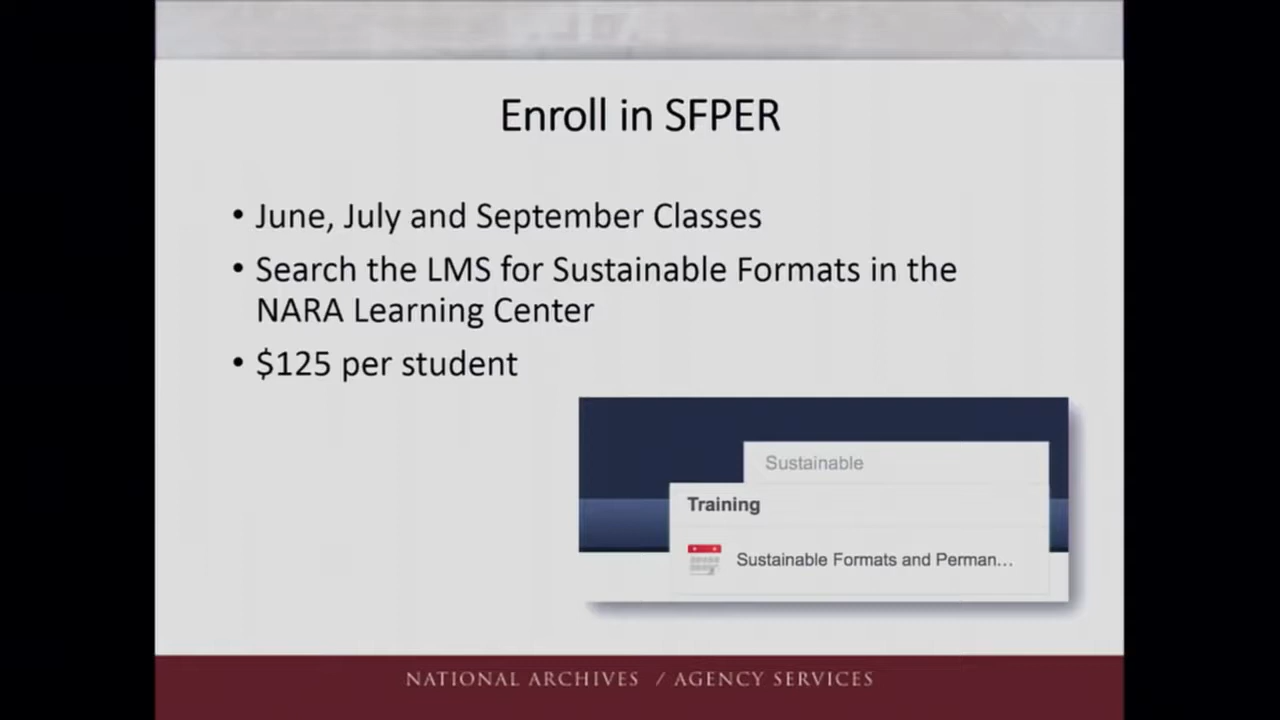 Enroll in SFPER
• June, July and September Classes
• Search the LMS for Sustainable Formats in the
NARA Learning Center
• $125 per student
Sustainable
Training
Sustainable Formats and Perman...
NATIONAL ARCHIVES / AGENCY SERVICES